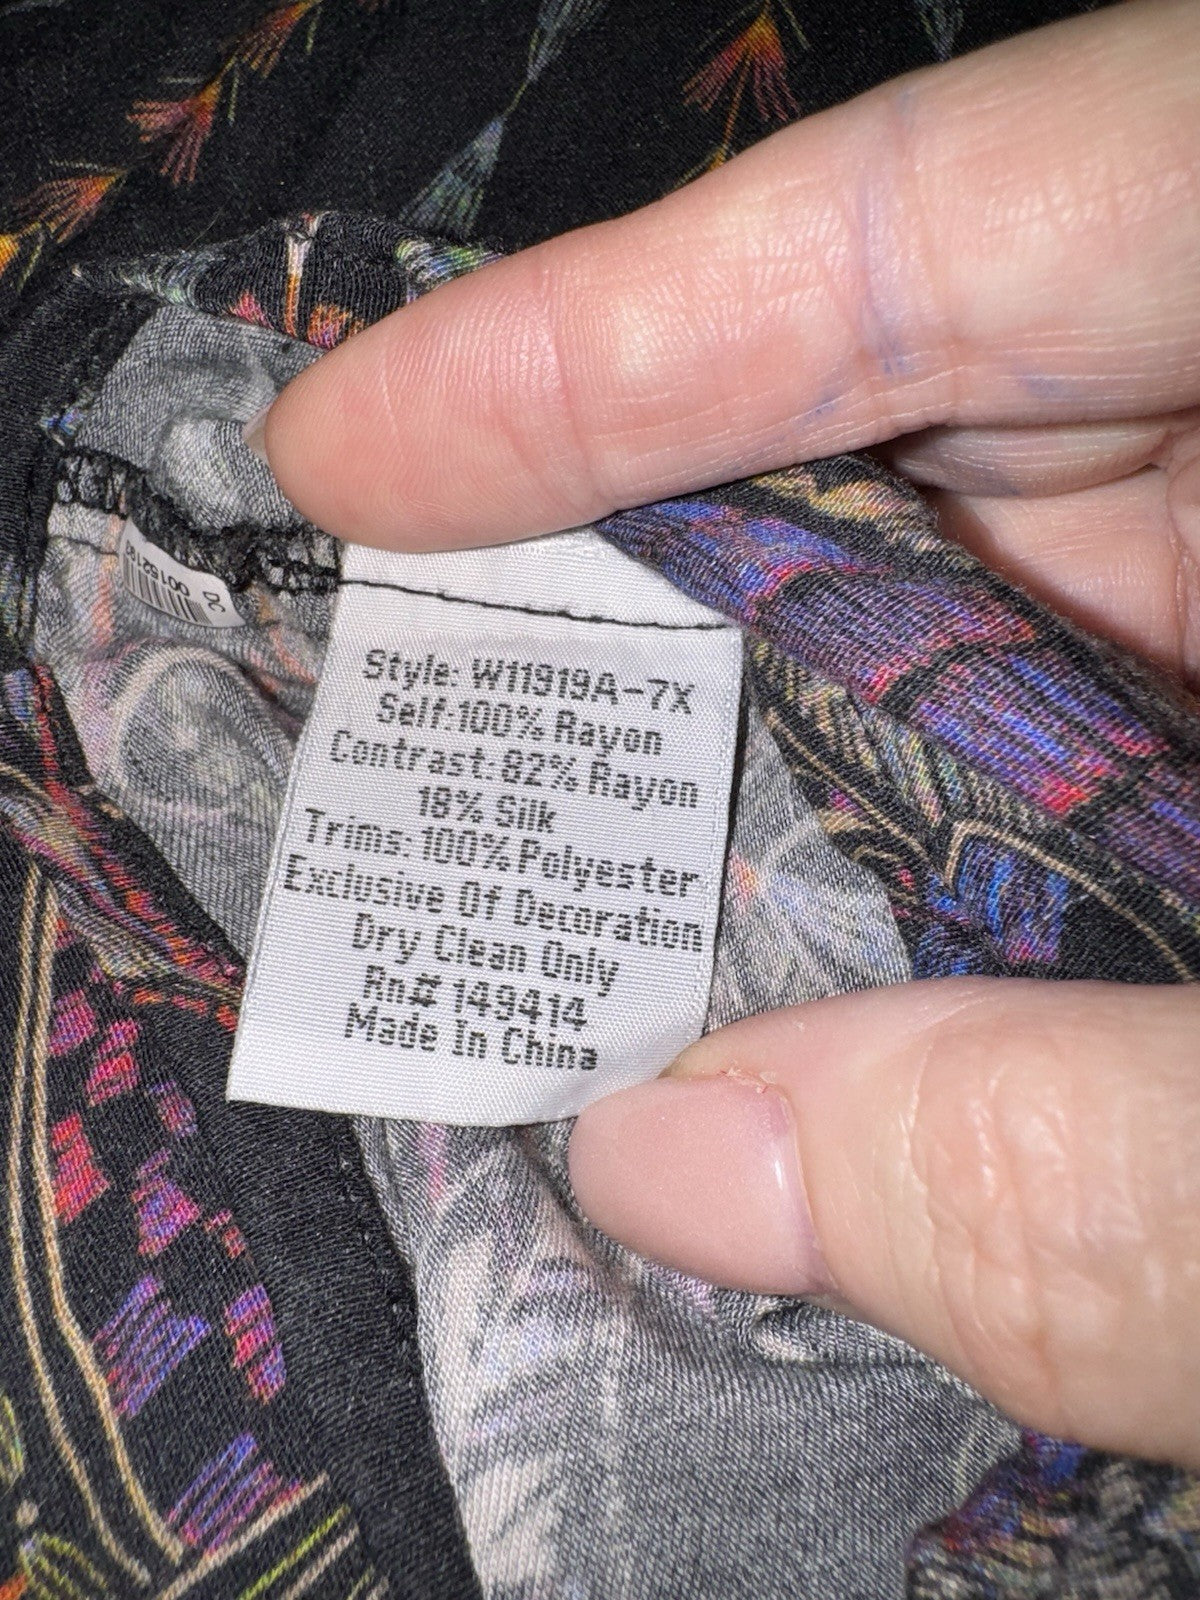 Style: W11919A-7X
Self:100% Rayon
Contrast: 82% Rayon
18% Silk
Trims: 100% Polyester
Exclusive Of Decoration
Dry Clean Only
Rn# 149414
Made In China
DC